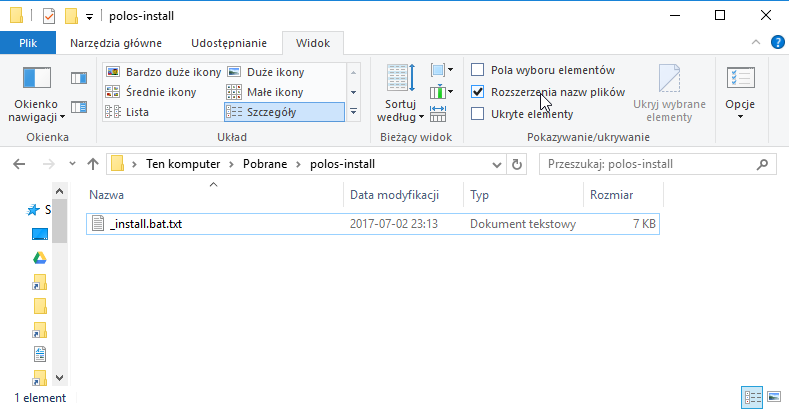 polos-install
Plik Narzędzia główne Udostępnianie Widok
Okienko nawigacji
Okienka
Bardzo duże ikony Duże ikony
Średnie ikony Małe ikony
Lista Szczegóły
Układ
Sortuj według
Bieżący widok
Pola wyboru elementów
Rozszerzenia nazw plików
Ukryte elementy
Ukryj wybrane elementy
Pokazywanie/ukrywanie
Opcje
Ten komputer Pobrane polos-install
Przeszukaj: polos-install
Nazwa Data modyfikacji Typ Rozmiar
S
_install.bat.txt 2017-07-02 23:13 Dokument tekstowy 7 KB
1 element